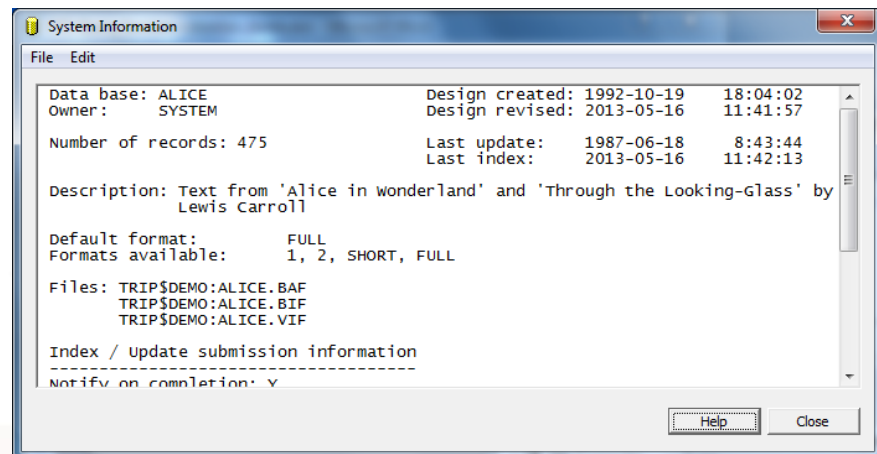 System Information
File Edit
Data base: ALICE Design created: 1992-10-19 18:04:02
Owner: SYSTEM Design revised: 2013-05-16 11:41:57
Number of records: 475 Last update: 1987-06-18 8:43:44
Last index: 2013-05-16 11:42:13
Description: Text from 'Alice in Wonderland' and 'Through the Looking-Glass' by
Lewis Carroll
Default format: FULL
Formats available: 1, 2, SHORT, FULL
Files: TRIP$DEMO:ALICE.BAF
TRIP$DEMO:ALICE.BIF
TRIP$DEMO:ALICE.VIF
Index / Update submission information
-------------------------------------
Notify on completion: Y
Help Close